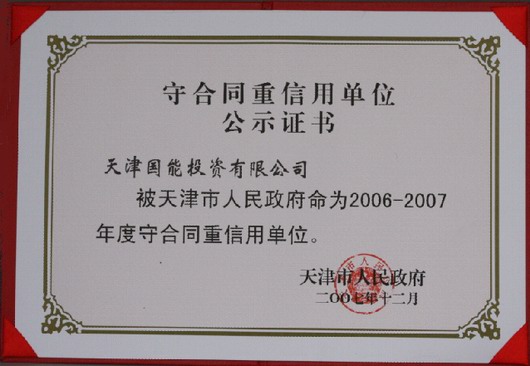 守合同重信用单位
公示证书
天津国能投资有限公司
被天津市人民政府命为2006-2007
年度守合同重信用单位。
天津市人民政府
二〇〇七年十二月